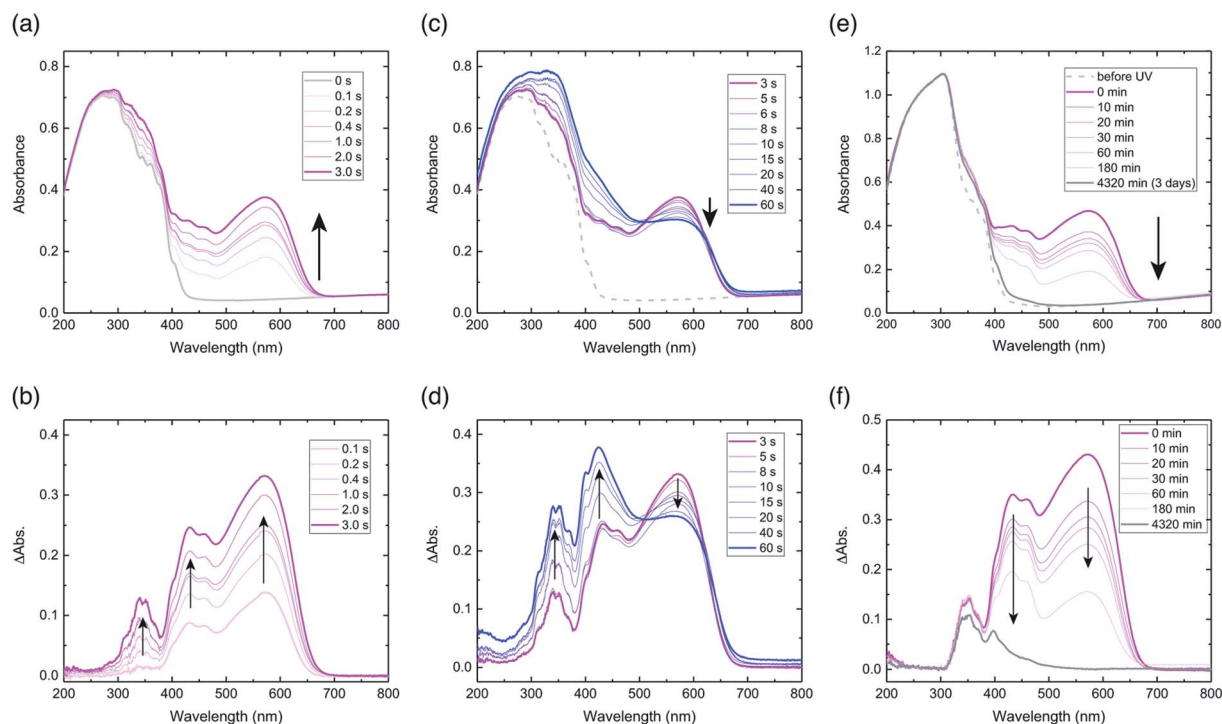 (a)
0.8
0.6
0.4
0.2
0.0
Absorbance
0 s
0.1 s
0.2 s
0.4 s
1.0 s
2.0 s
3.0 s
200 300 400 500 600 700 800
Wavelength (nm)
(c)
0.8
0.6
0.4
0.2
0.0
Absorbance
3 s
5 s
6 s
8 s
10 s
15 s
20 s
40 s
60 s
200 300 400 500 600 700 800
Wavelength (nm)
(e)
1.2
1.0
0.8
0.6
0.4
0.2
0.0
Absorbance
before UV
0 min
10 min
20 min
30 min
60 min
180 min
4320 min (3 days)
200 300 400 500 600 700 800
Wavelength (nm)
(b)
0.4
0.3
0.2
0.1
0.0
ΔAbs.
0.1 s
0.2 s
0.4 s
1.0 s
2.0 s
3.0 s
200 300 400 500 600 700 800
Wavelength (nm)
(d)
0.4
0.3
0.2
0.1
0.0
ΔAbs.
3 s
5 s
8 s
10 s
15 s
20 s
40 s
60 s
200 300 400 500 600 700 800
Wavelength (nm)
(f)
0.5
0.4
0.3
0.2
0.1
0.0
ΔAbs.
0 min
10 min
20 min
30 min
60 min
180 min
4320 min
200 300 400 500 600 700 800
Wavelength (nm)